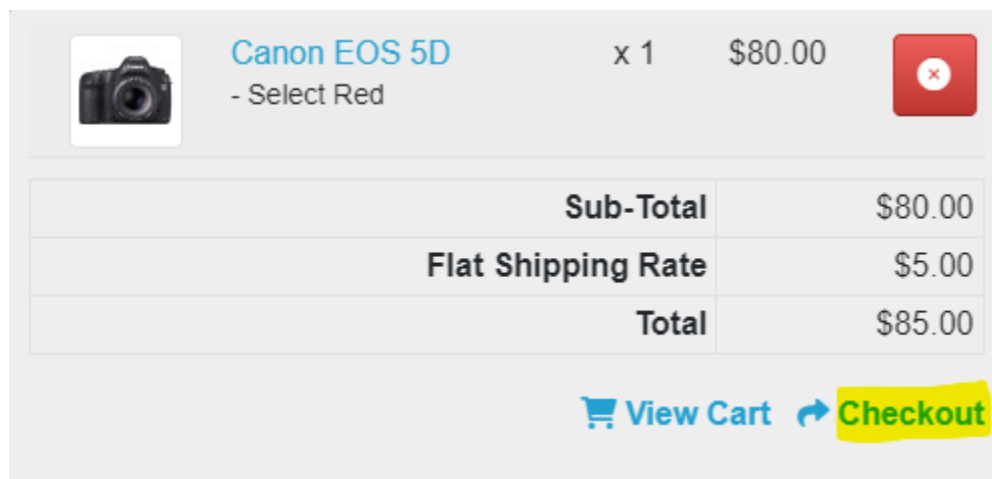 Canon EOS 5D x 1 $80.00
- Select Red
Sub-Total $80.00
Flat Shipping Rate $5.00
Total $85.00
View Cart Checkout